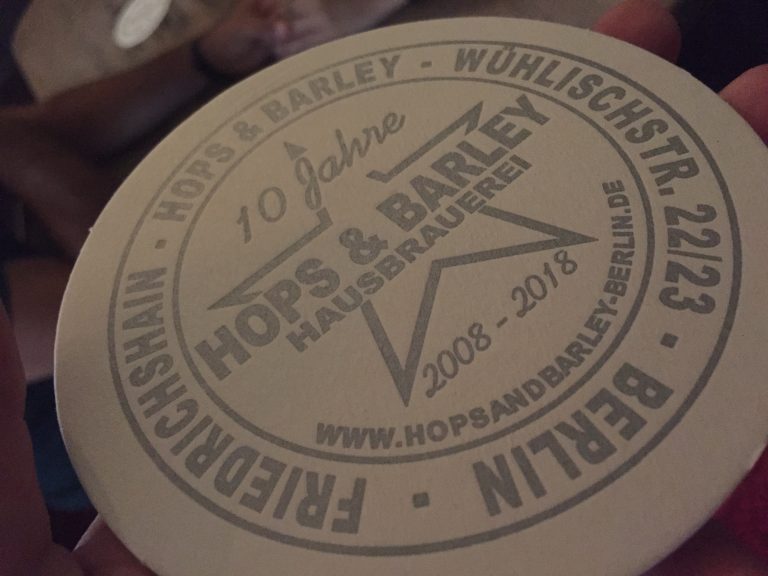 HOPS & BARLEY - WÜHLISCHSTR. 22/23 - BERLIN - FRIEDRICHSHAIN -
10 Jahre
HOPS & BARLEY
HAUSBRAUEREI
2008 - 2018
WWW.HOPSANDBARLEY-BERLIN.DE